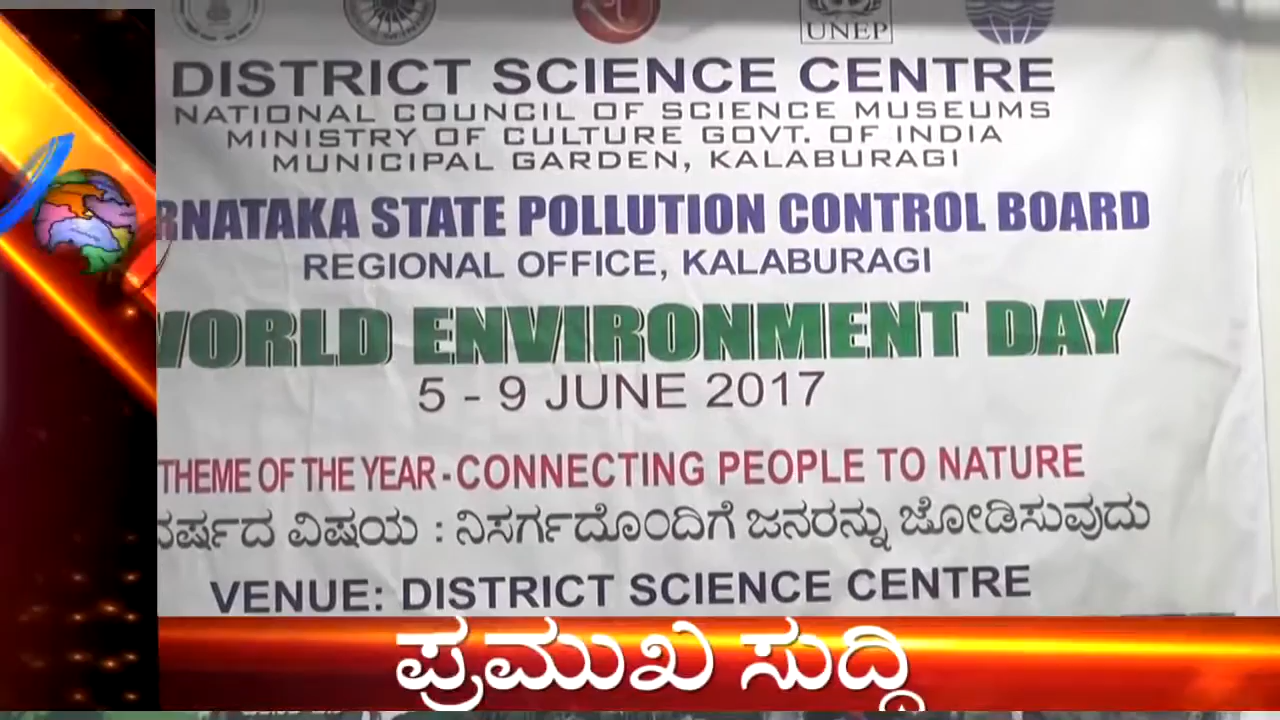 UNEP
DISTRICT SCIENCE CENTRE
NATIONAL COUNCIL OF SCIENCE MUSEUMS
MINISTRY OF CULTURE GOVT. OF INDIA
MUNICIPAL GARDEN, KALABURAGI
RNATAKA STATE POLLUTION CONTROL BOARD
REGIONAL OFFICE, KALABURAGI
WORLD ENVIRONMENT DAY
5 - 9 JUNE 2017
THEME OF THE YEAR - CONNECTING PEOPLE TO NATURE
ವರ್ಷದ ವಿಷಯ : ನಿಸರ್ಗದೊಂದಿಗೆ ಜನರನ್ನು ಜೋಡಿಸುವುದು
VENUE: DISTRICT SCIENCE CENTRE
ಪ್ರಮುಖ ಸುದ್ದಿ